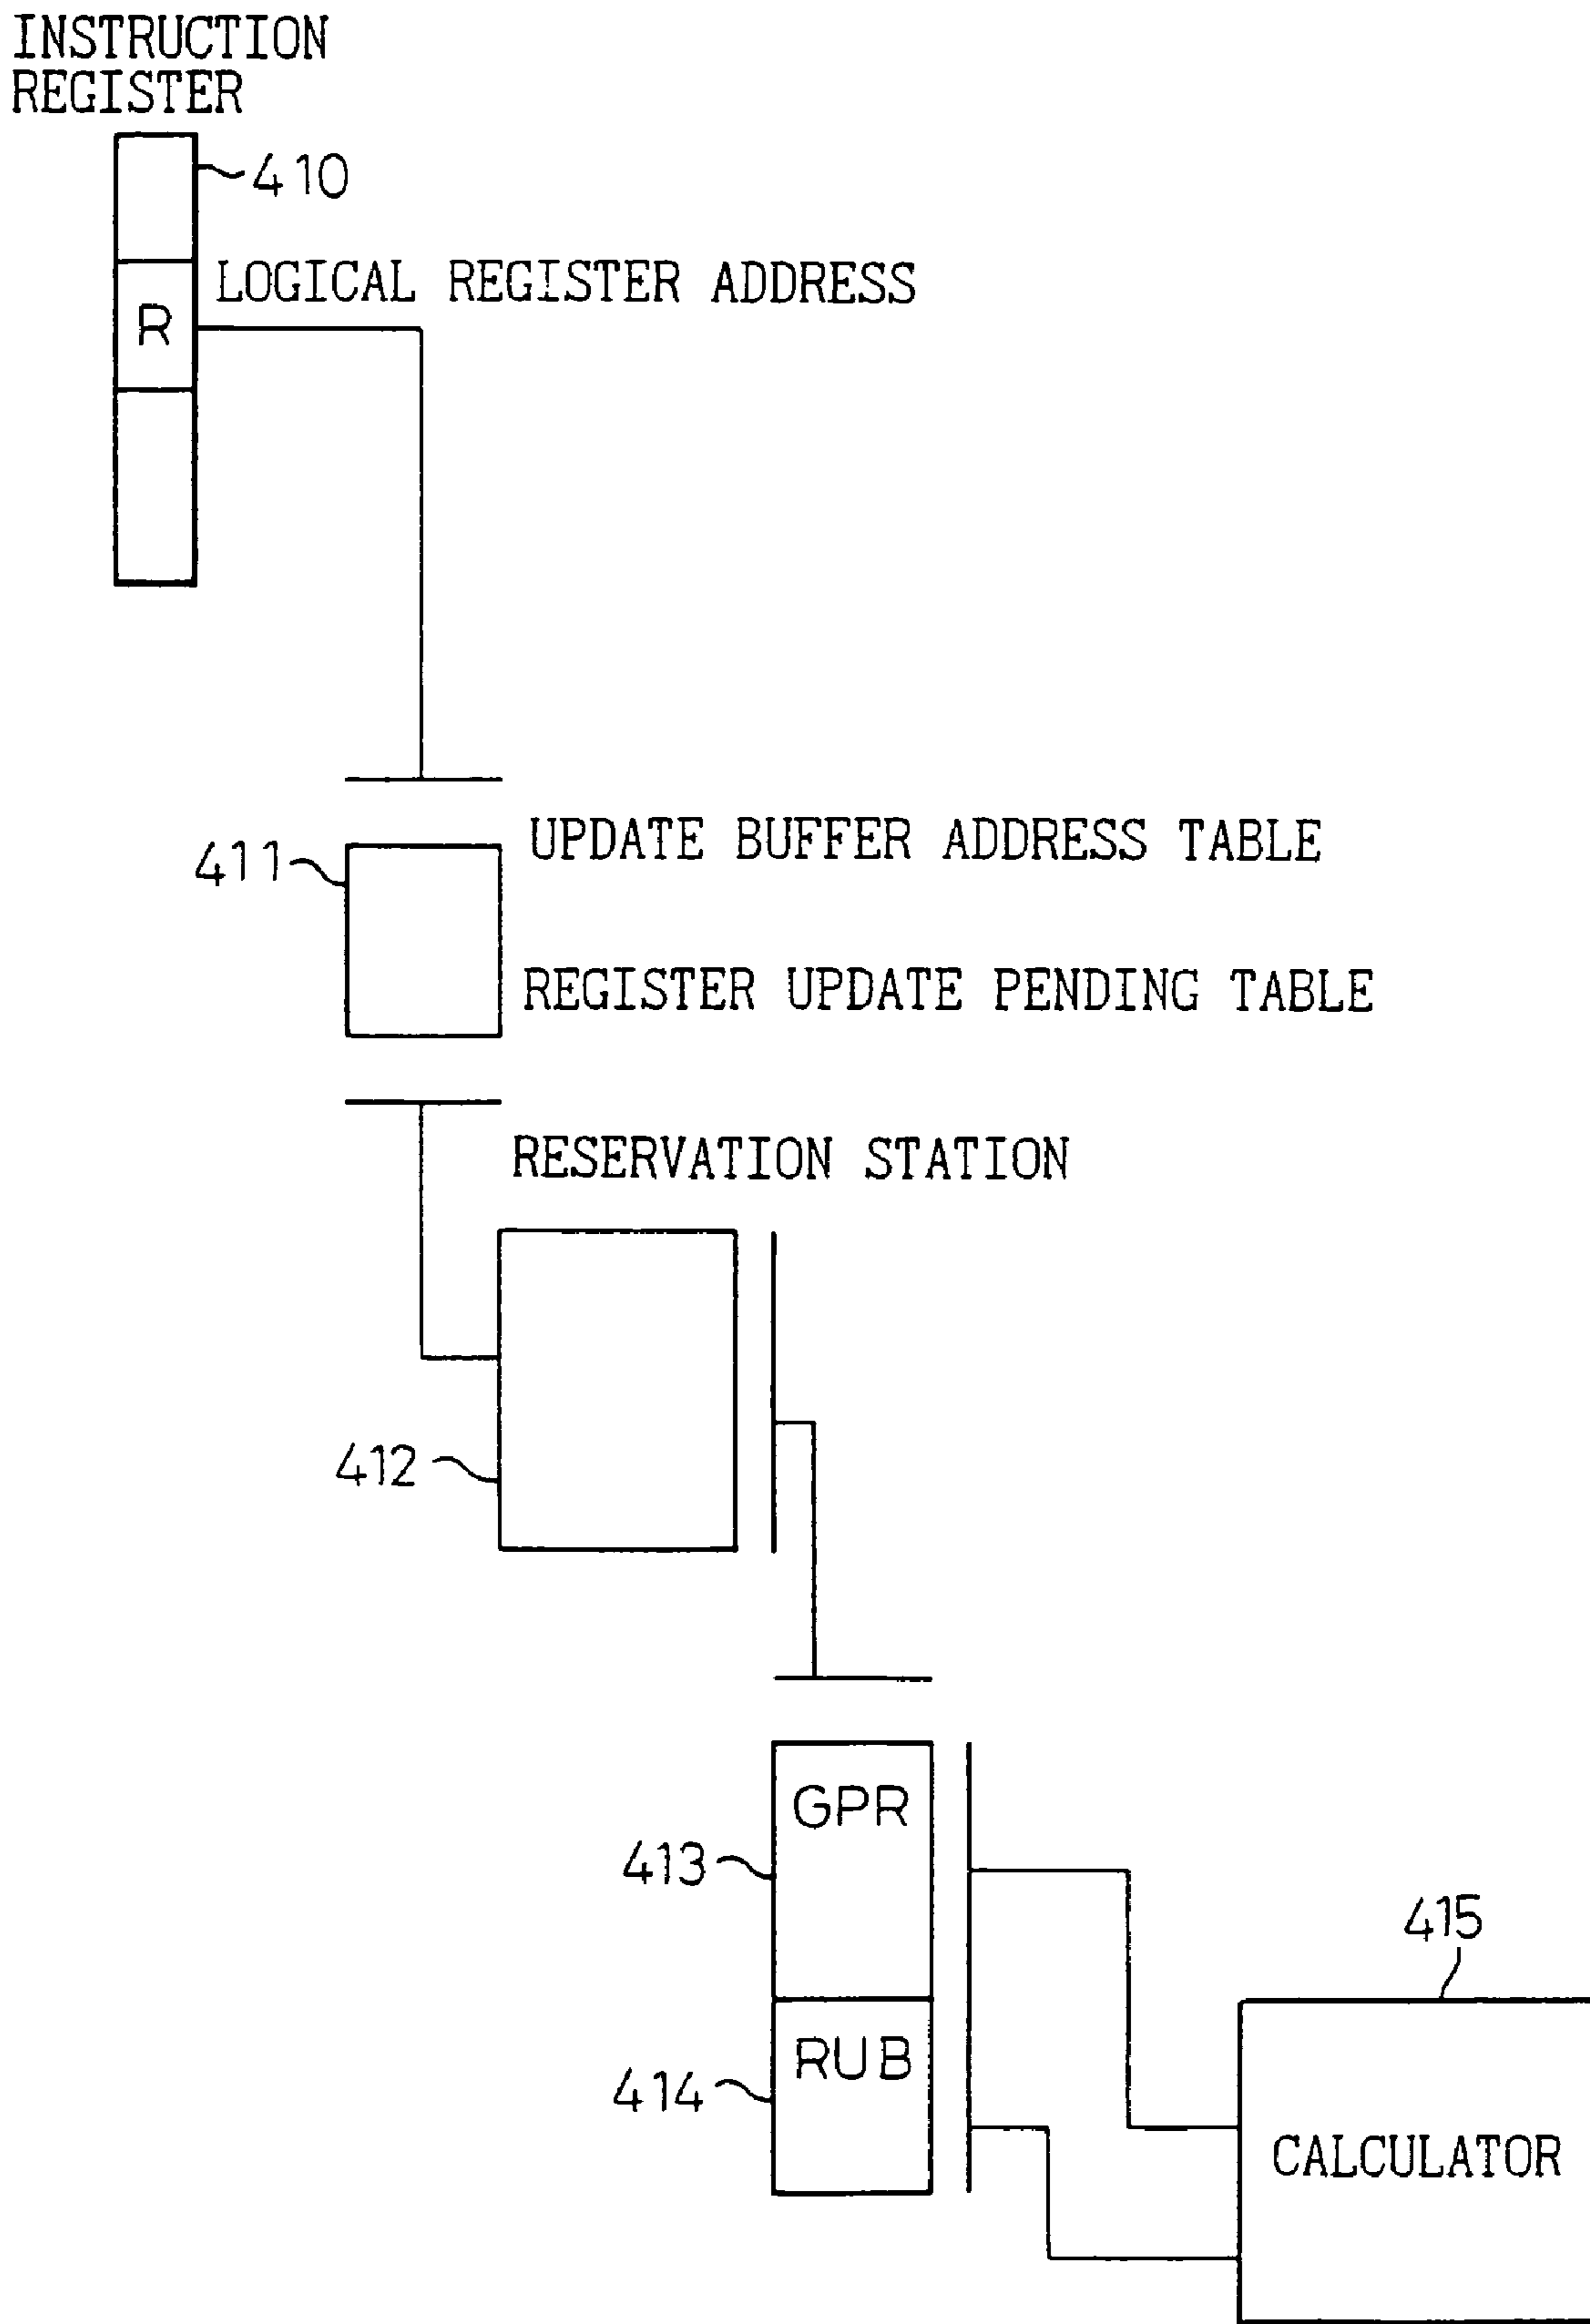 INSTRUCTION
REGISTER
410
LOGICAL REGISTER ADDRESS
R
UPDATE BUFFER ADDRESS TABLE
411
REGISTER UPDATE PENDING TABLE
RESERVATION STATION
412
GPR
413
415
RUB
414
CALCULATOR